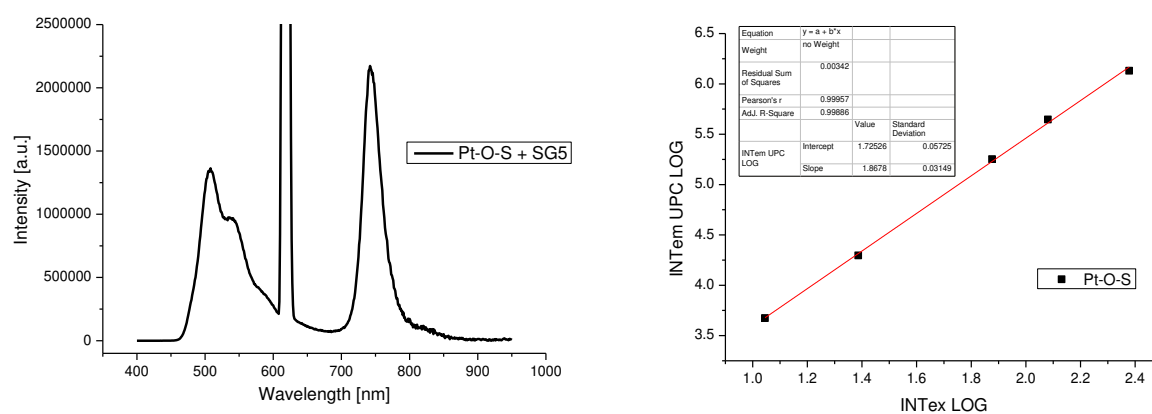 2500000
2000000
1500000
1000000
500000
0
Intensity [a.u.]
400 500 600 700 800 900 1000
Wavelength [nm]
Pt-O-S + SG5
6.5
6.0
5.5
5.0
4.5
4.0
3.5
INTem UPC LOG
1.0 1.2 1.4 1.6 1.8 2.0 2.2 2.4
INTex LOG
Equation y = a + b*x
Weight no Weight
Residual Sum of Squares 0.00342
Pearson's r 0.99957
Adj. R-Square 0.99886
Value Standard Deviation
INTem UPC LOG Intercept 1.72526 0.05725
Slope 1.8678 0.03149
Pt-O-S